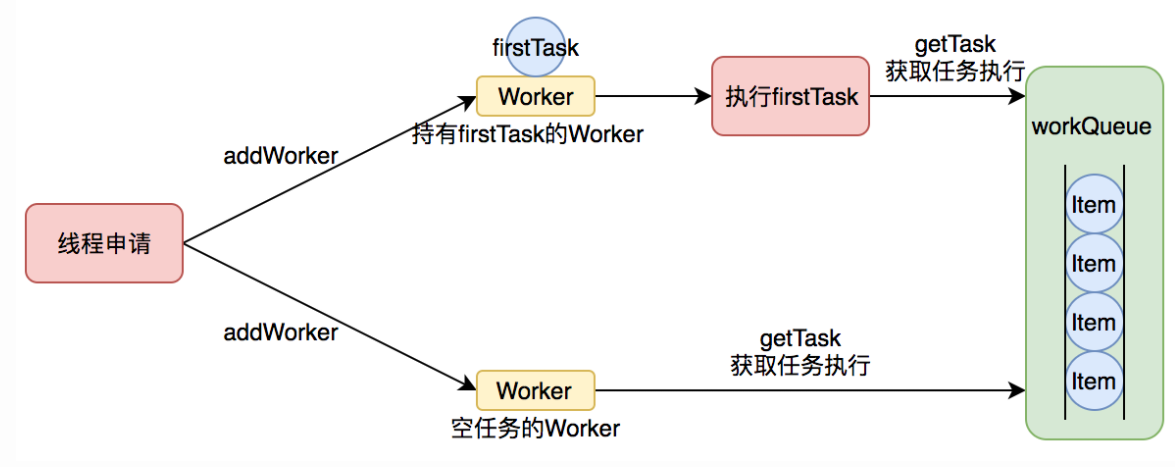 firstTask
Worker
持有firstTask的Worker
执行firstTask
getTask
获取任务执行
workQueue
addWorker
线程申请
Item
Item
Item
Item
addWorker
getTask
获取任务执行
Worker
空任务的Worker